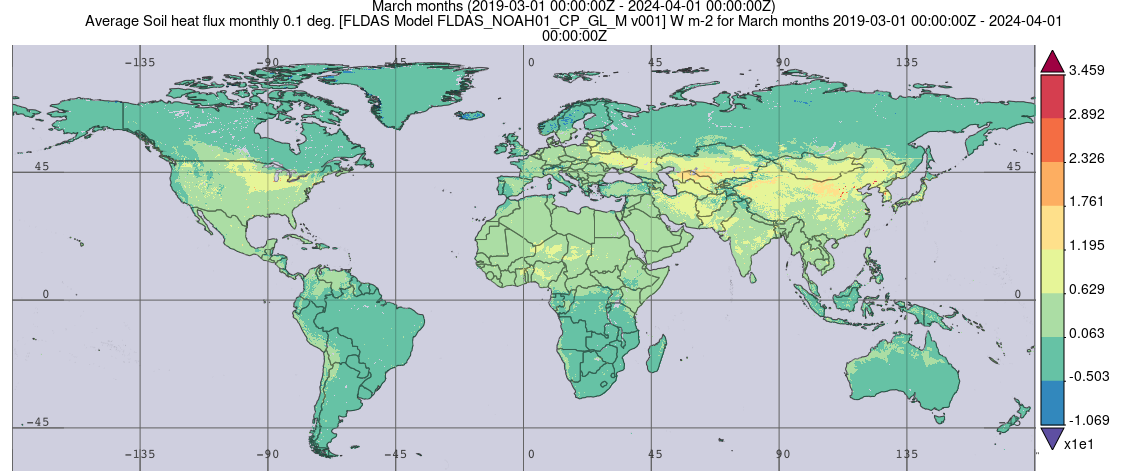 March months (2019-03-01 00:00:00Z - 2024-04-01 00:00:00Z)
Average Soil heat flux monthly 0.1 deg. [FLDAS Model FLDAS_NOAH01_CP_GL_M v001] W m-2 for March months 2019-03-01 00:00:00Z - 2024-04-01
00:00:00Z
-135 -90 -45 0 45 90 135
3.459
2.892
2.326
45 45
1.761
1.195
0 0.629
0
0.063
-0.503
-45 -1.069
x1e1
-135 -90 -45 0 45 90 135